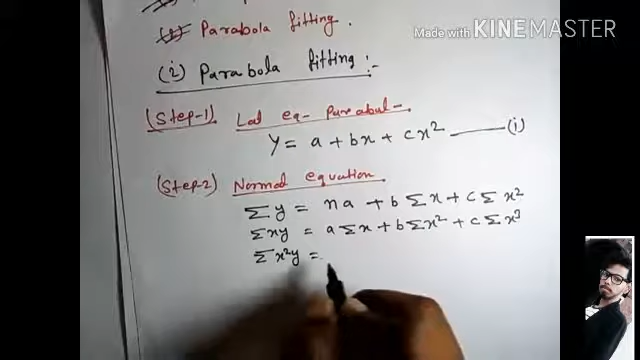 Made with KINEMASTER
Parabola fitting.
(i) Parabola fitting :-
(Step-1) Let eq- Parabul-
Y = a + bx + cx² ——— (i)
(Step-2) Normal equation
Σy = na + bΣx + cΣx²
Σxy = aΣx + bΣx² + cΣx³
Σx²y =